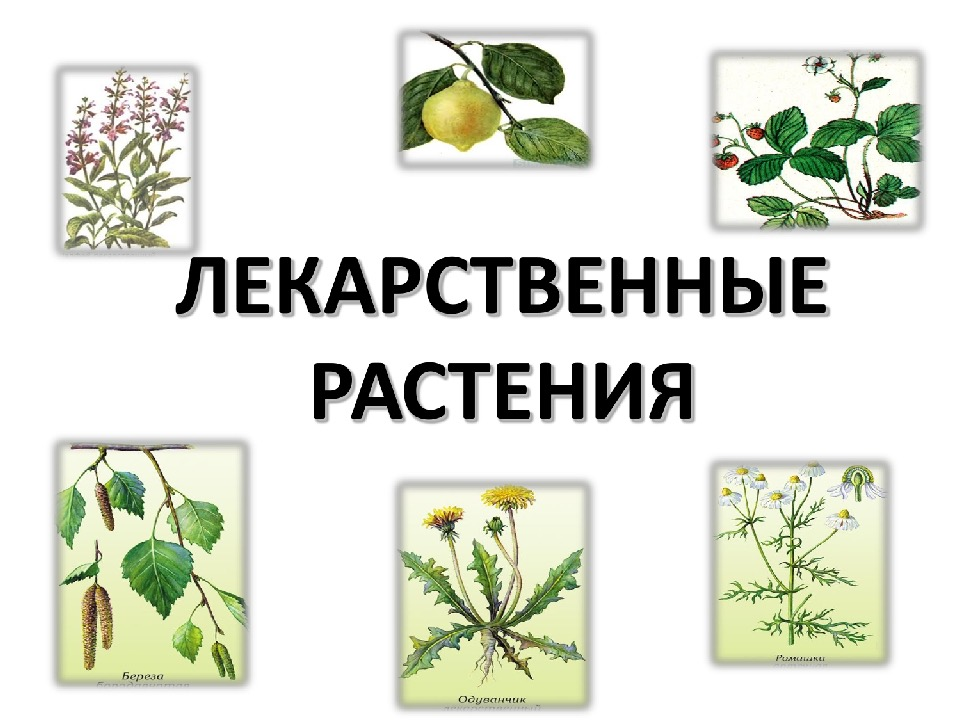 ЛЕКАРСТВЕННЫЕ
РАСТЕНИЯ
Береза
Одуванчик
Ромашка